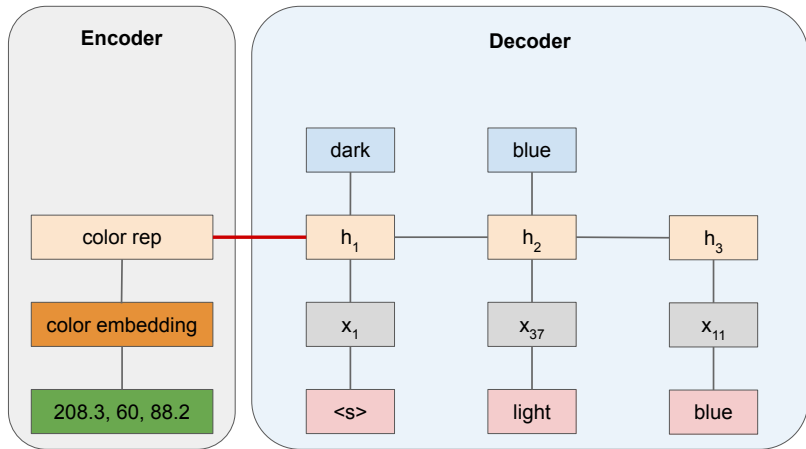 Encoder
Decoder
dark
blue
color rep
h₁
h₂
h₃
color embedding
x₁
x₃₇
x₁₁
208.3, 60, 88.2
<s>
light
blue